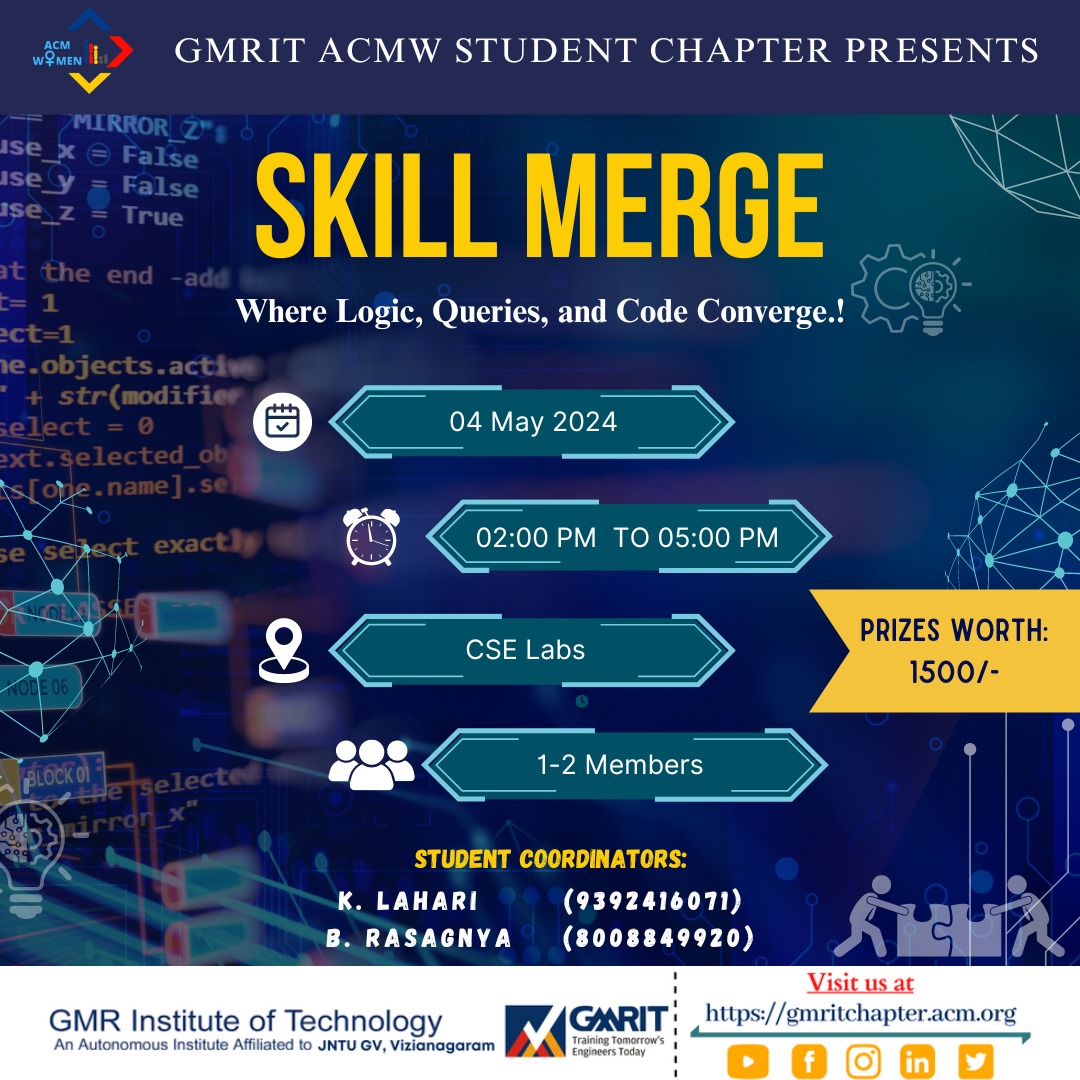 ACM
WOMEN
GMRIT ACMW STUDENT CHAPTER PRESENTS
MIRROR_Z"
use_x = False
use_y = False
use_z = True
SKILL MERGE
at the end -add
t= 1
ect=1
Where Logic, Queries, and Code Converge.!
ne.objects.activ
" + str(modifier
select = 0
04 May 2024
ext.selected_ob
s[one.name].se
02:00 PM TO 05:00 PM
se select exactly
PRIZES WORTH:
1500/-
CSE Labs
NODE 06
1-2 Members
BLOCK 01
the selected
mirror_x"
STUDENT COORDINATORS:
K. LAHARI (9392416071)
B. RASAGNYA (8008849920)
GMR Institute of Technology
An Autonomous Institute Affiliated to JNTU GV, Vizianagaram
GMRIT
Training Tomorrow's
Engineers Today
Visit us at
https://gmritchapter.acm.org